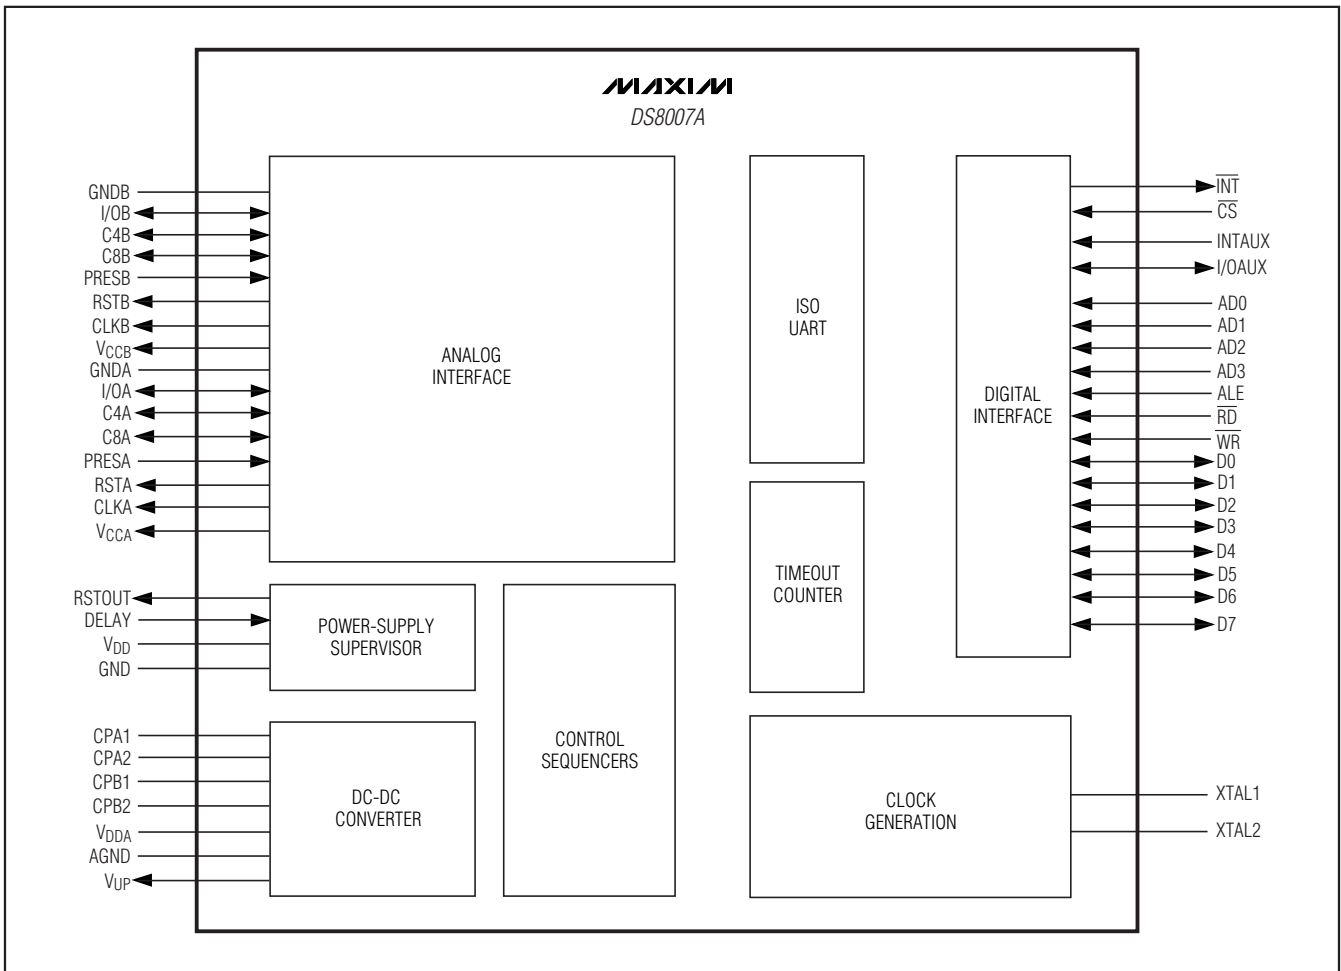 MAXIM
DS8007A
GNDB
I/OB
C4B
C8B
PRESB
RSTB
CLKB
VCCB
GNDA
I/OA
C4A
C8A
PRESA
RSTA
CLKA
VCCA
RSTOUT
DELAY
VDD
GND
CPA1
CPA2
CPB1
CPB2
VDDA
AGND
VUP
ANALOG
INTERFACE
POWER-SUPPLY
SUPERVISOR
DC-DC
CONVERTER
CONTROL
SEQUENCERS
ISO
UART
TIMEOUT
COUNTER
CLOCK
GENERATION
DIGITAL
INTERFACE
INT
CS
INTAUX
I/OAUX
AD0
AD1
AD2
AD3
ALE
RD
WR
D0
D1
D2
D3
D4
D5
D6
D7
XTAL1
XTAL2